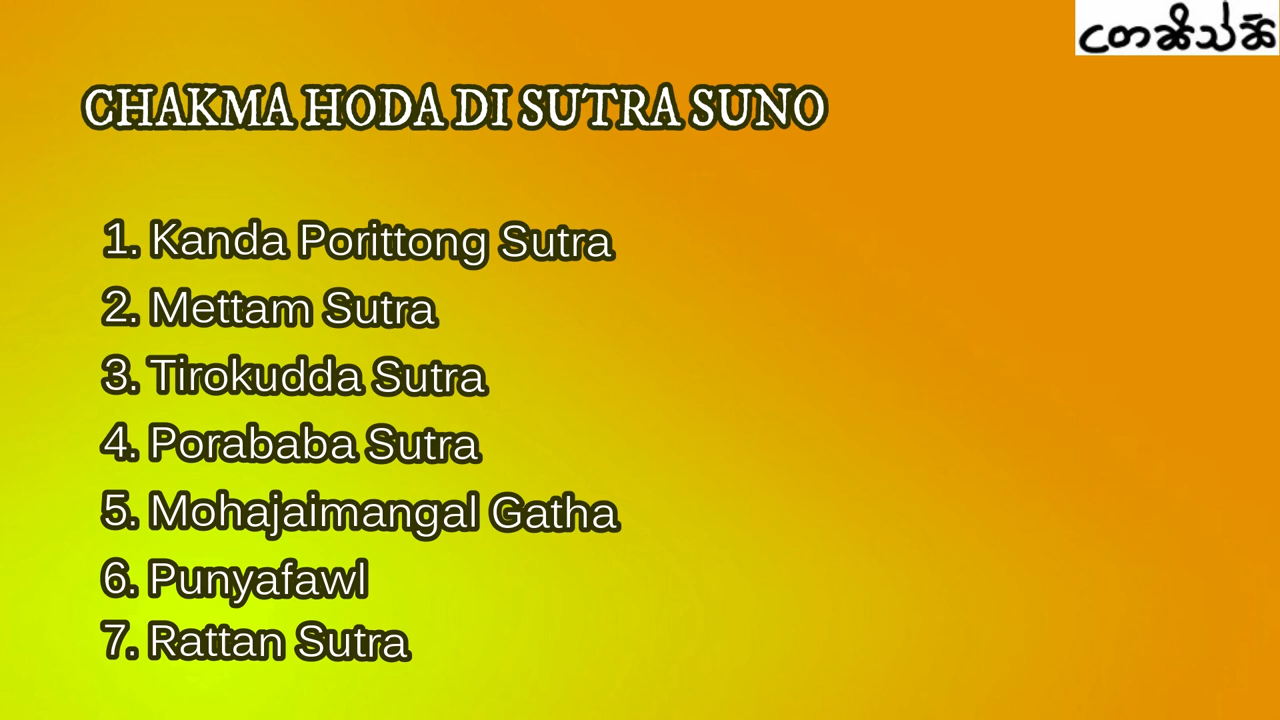 CHAKMA HODA DI SUTRA SUNO
1. Kanda Porittong Sutra
2. Mettam Sutra
3. Tirokudda Sutra
4. Porababa Sutra
5. Mohajaimangal Gatha
6. Punyafawl
7. Rattan Sutra